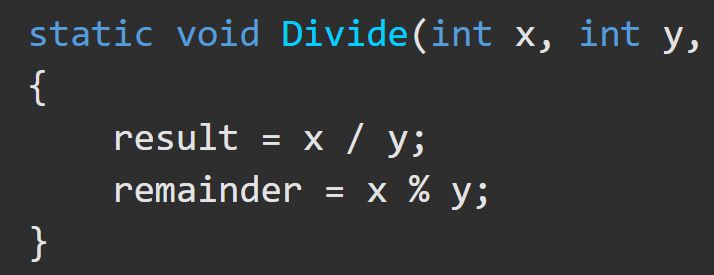 static void Divide(int x, int y,
{
    result = x / y;
    remainder = x % y;
}